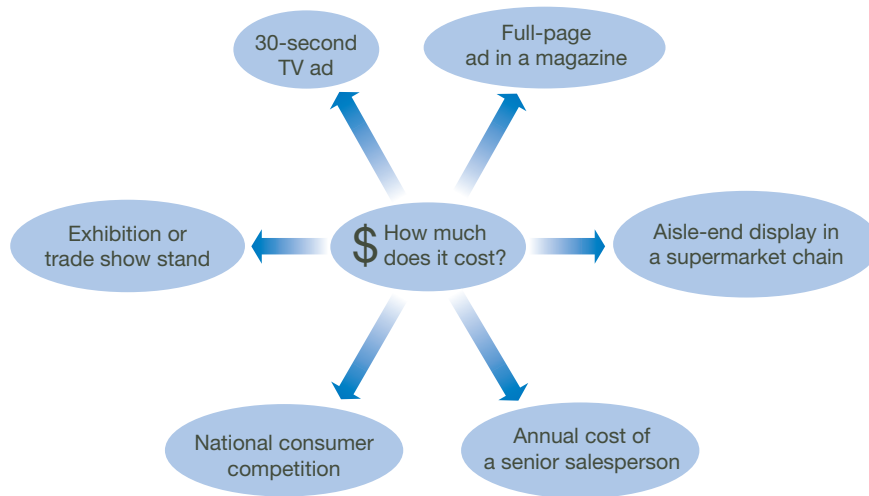 30-second
TV ad
Full-page
ad in a magazine
Exhibition or
trade show stand
$ How much
does it cost?
Aisle-end display in
a supermarket chain
National consumer
competition
Annual cost of
a senior salesperson